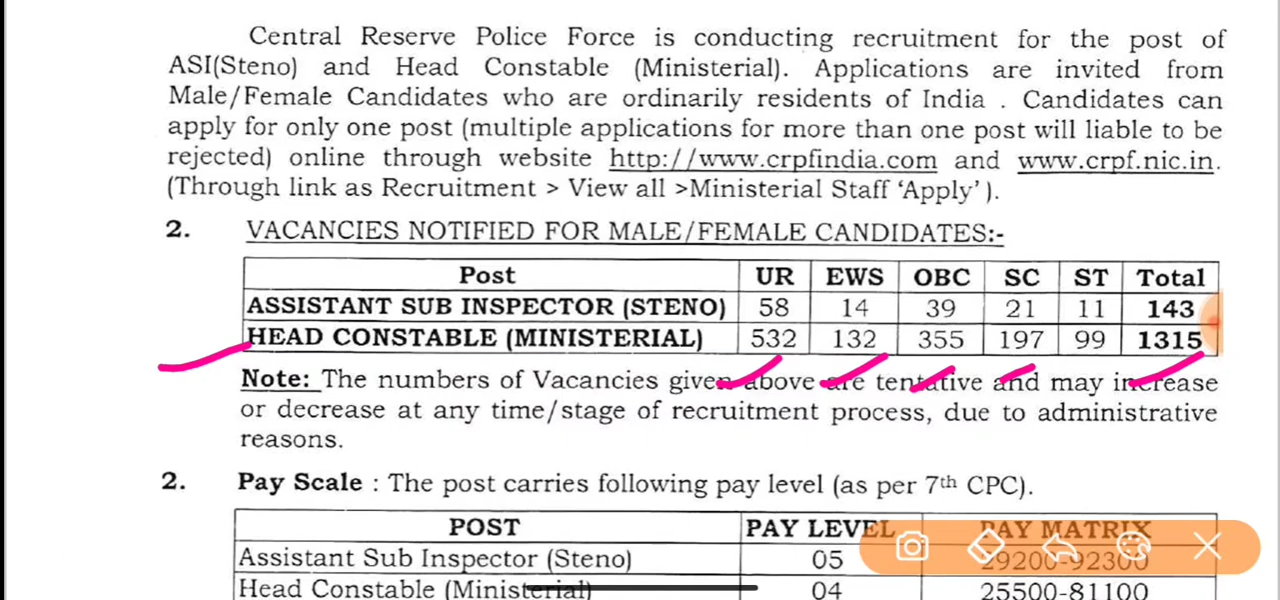 Central Reserve Police Force is conducting recruitment for the post of
ASI(Steno) and Head Constable (Ministerial). Applications are invited from
Male/Female Candidates who are ordinarily residents of India . Candidates can
apply for only one post (multiple applications for more than one post will liable to be
rejected) online through website http://www.crpfindia.com and www.crpf.nic.in.
(Through link as Recruitment > View all >Ministerial Staff ‘Apply’).
2. VACANCIES NOTIFIED FOR MALE/FEMALE CANDIDATES:-
Post UR EWS OBC SC ST Total
ASSISTANT SUB INSPECTOR (STENO) 58 14 39 21 11 143
HEAD CONSTABLE (MINISTERIAL) 532 132 355 197 99 1315
Note: The numbers of Vacancies given above are tentative and may increase
or decrease at any time/stage of recruitment process, due to administrative
reasons.
2. Pay Scale : The post carries following pay level (as per 7th CPC).
POST PAY LEVEL PAY MATRIX
Assistant Sub Inspector (Steno) 05 29200-92300
Head Constable (Ministerial) 04 25500-81100